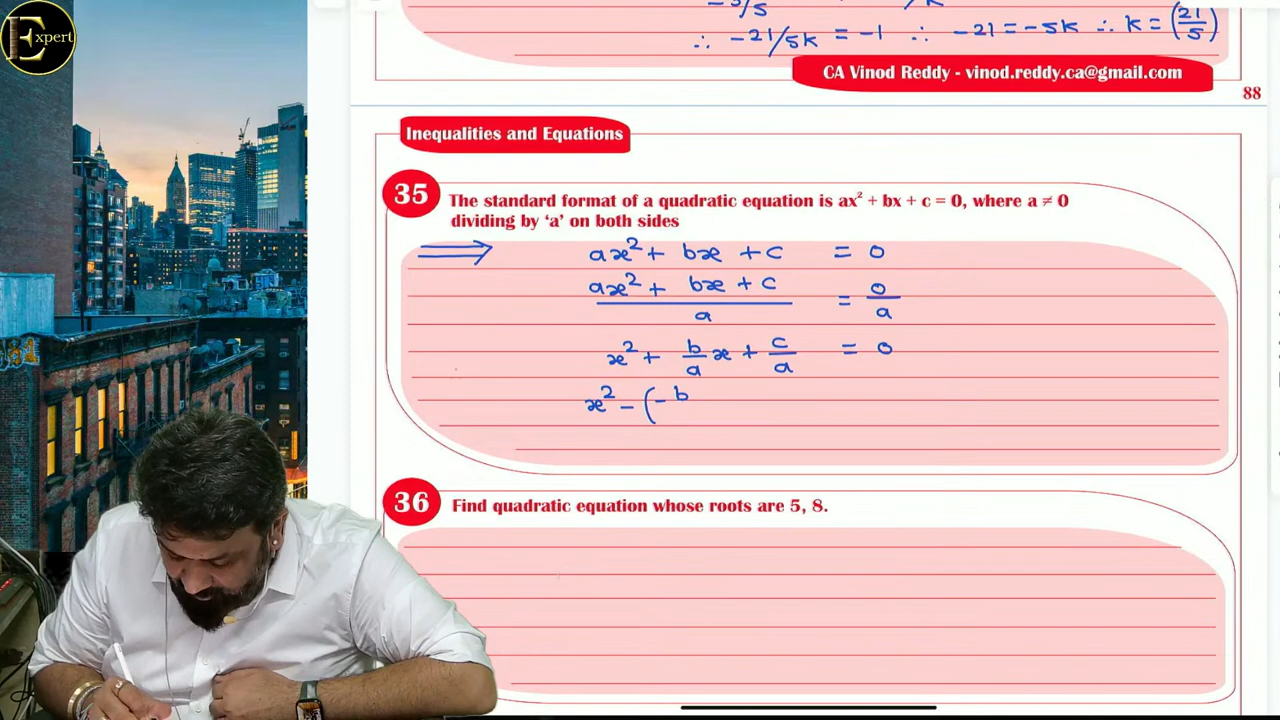 Expert
∴ -21/5k = -1 ∴ -21 = -5k ∴ k = (21/5)
CA Vinod Reddy - vinod.reddy.ca@gmail.com
88
Inequalities and Equations
35
The standard format of a quadratic equation is ax² + bx + c = 0, where a ≠ 0
dividing by ‘a’ on both sides
⟹ ax² + bx + c = 0
ax² + bx + c / a = 0 / a
x² + b/a x + c/a = 0
x² - (-b
36
Find quadratic equation whose roots are 5, 8.